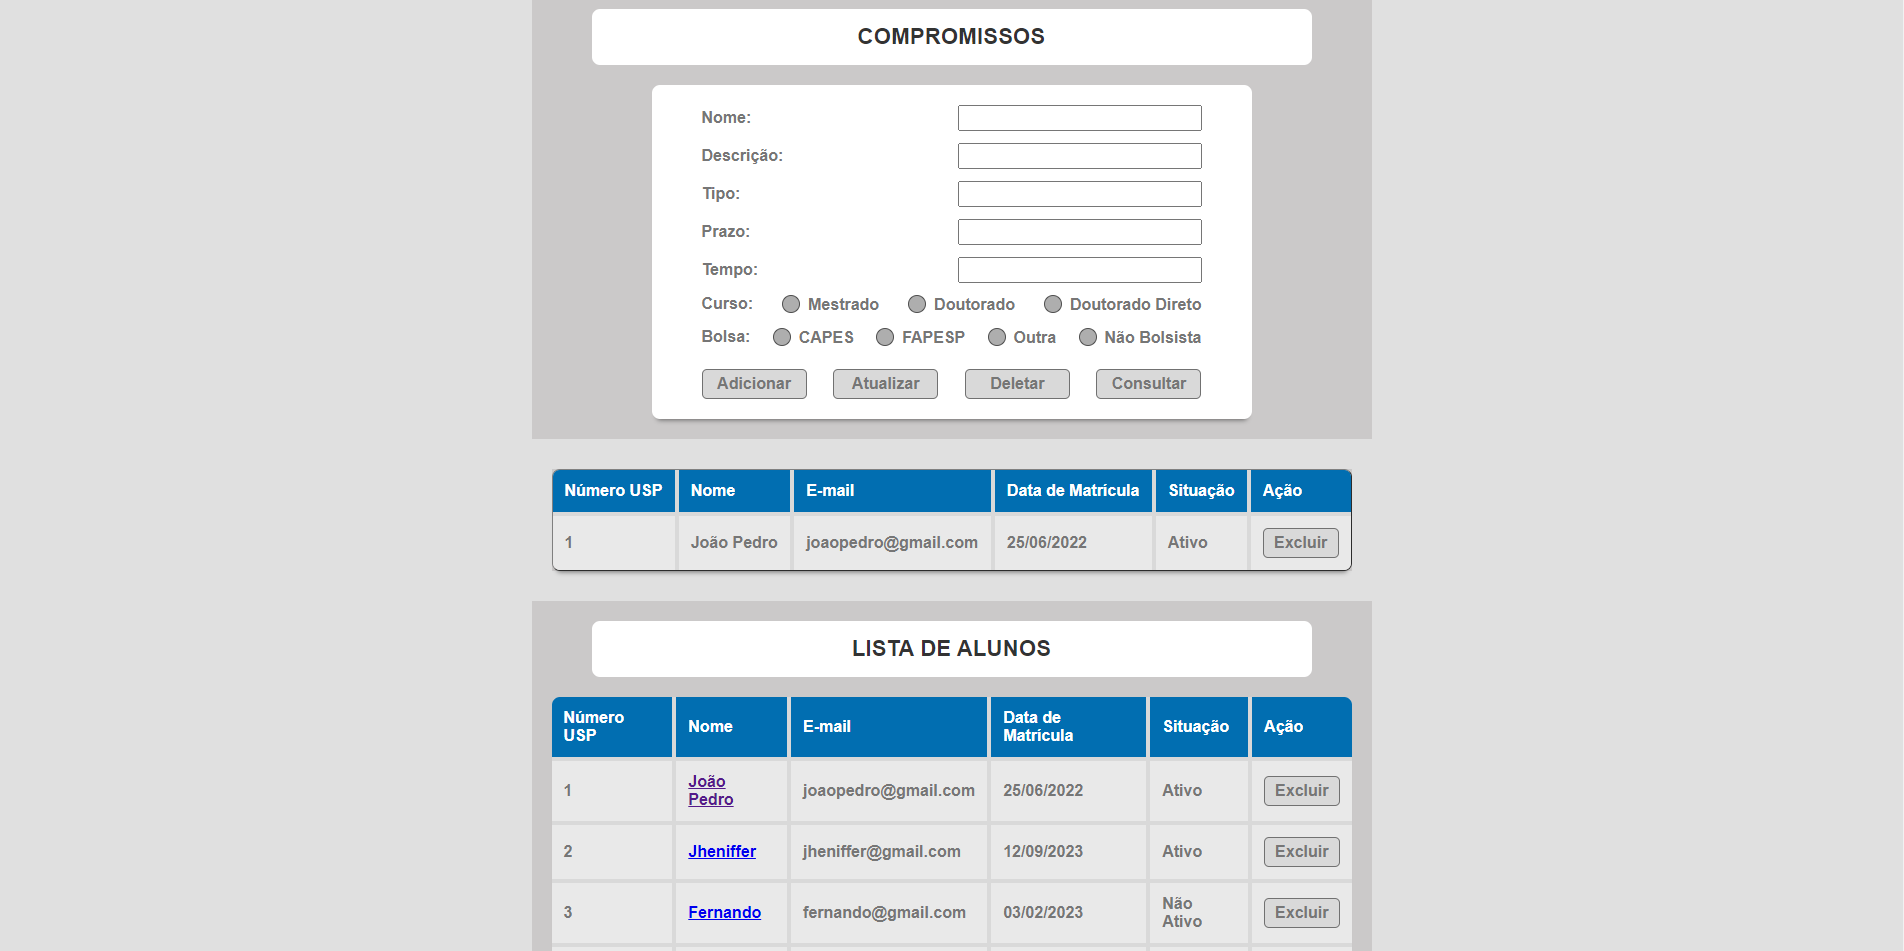 COMPROMISSOS
Nome:
Descrição:
Tipo:
Prazo:
Tempo:
Curso: Mestrado Doutorado Doutorado Direto
Bolsa: CAPES FAPESP Outra Não Bolsista
Adicionar Atualizar Deletar Consultar
Número USP Nome E-mail Data de Matrícula Situação Ação
1 João Pedro joaopedro@gmail.com 25/06/2022 Ativo Excluir
LISTA DE ALUNOS
Número
USP
Nome
E-mail
Data de
Matrícula
Situação
Ação
1
João
Pedro
joaopedro@gmail.com
25/06/2022
Ativo
Excluir
2 Jheniffer jheniffer@gmail.com 12/09/2023 Ativo Excluir
3
Fernando
fernando@gmail.com
03/02/2023
Não
Ativo
Excluir